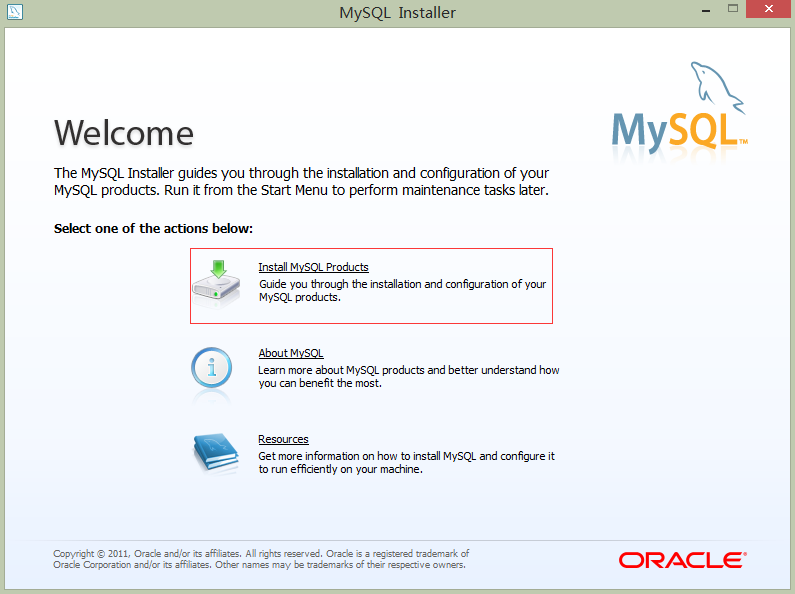 MySQL Installer
MySQL™
Welcome
The MySQL Installer guides you through the installation and configuration of your
MySQL products. Run it from the Start Menu to perform maintenance tasks later.
Select one of the actions below:
Install MySQL Products
Guide you through the installation and configuration of your
MySQL products.
About MySQL
Learn more about MySQL products and better understand how
you can benefit the most.
Resources
Get more information on how to install MySQL and configure it
to run efficiently on your machine.
Copyright © 2011, Oracle and/or its affiliates. All rights reserved. Oracle is a registered trademark of
Oracle Corporation and/or its affiliates. Other names may be trademarks of their respective owners.
ORACLE®